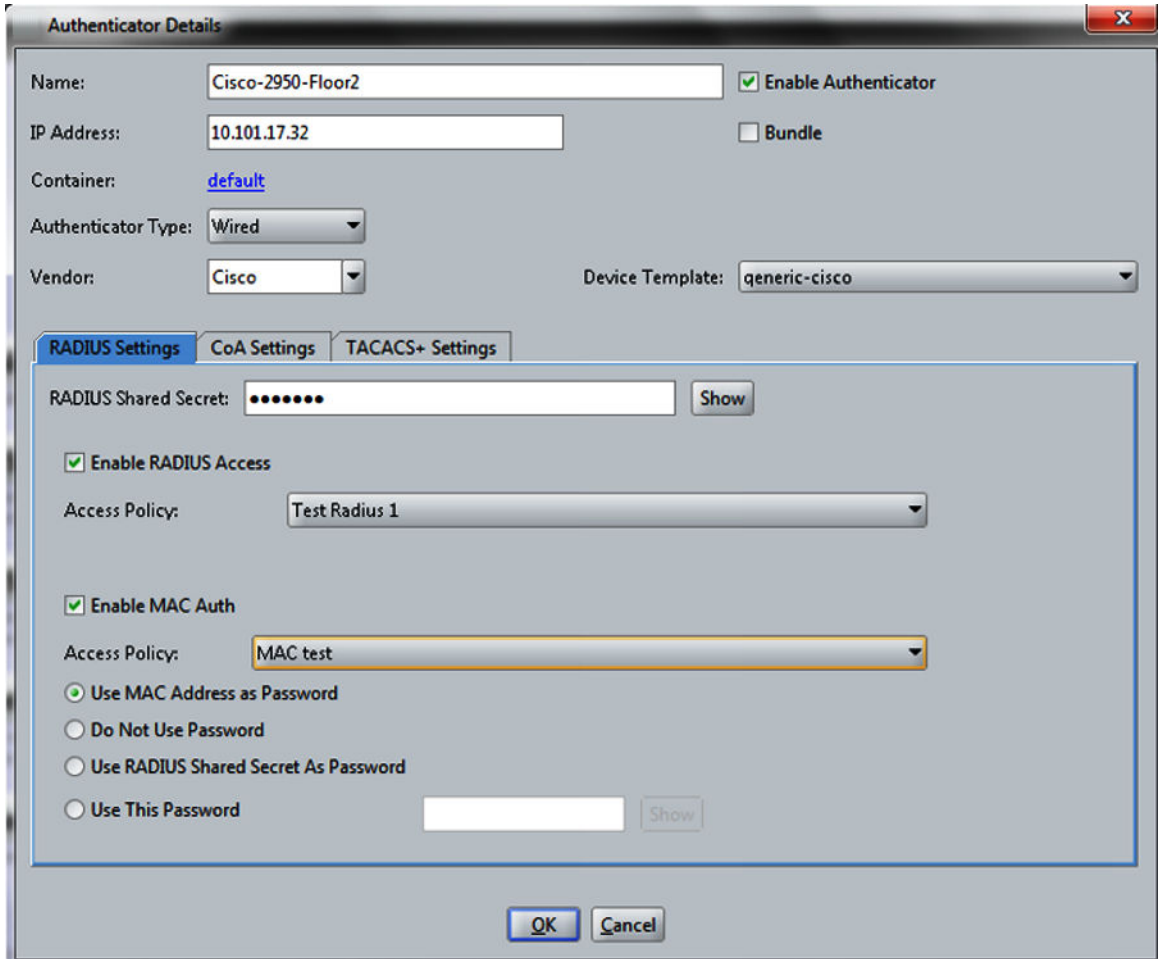 Authenticator Details
Name: Cisco-2950-Floor2 Enable Authenticator
IP Address: 10.101.17.32 Bundle
Container: default
Authenticator Type: Wired
Vendor: Cisco Device Template: generic-cisco
RADIUS Settings CoA Settings TACACS+ Settings
RADIUS Shared Secret: ••••••• Show
Enable RADIUS Access
Access Policy: Test Radius 1
Enable MAC Auth
Access Policy: MAC test
Use MAC Address as Password
Do Not Use Password
Use RADIUS Shared Secret As Password
Use This Password Show
OK Cancel